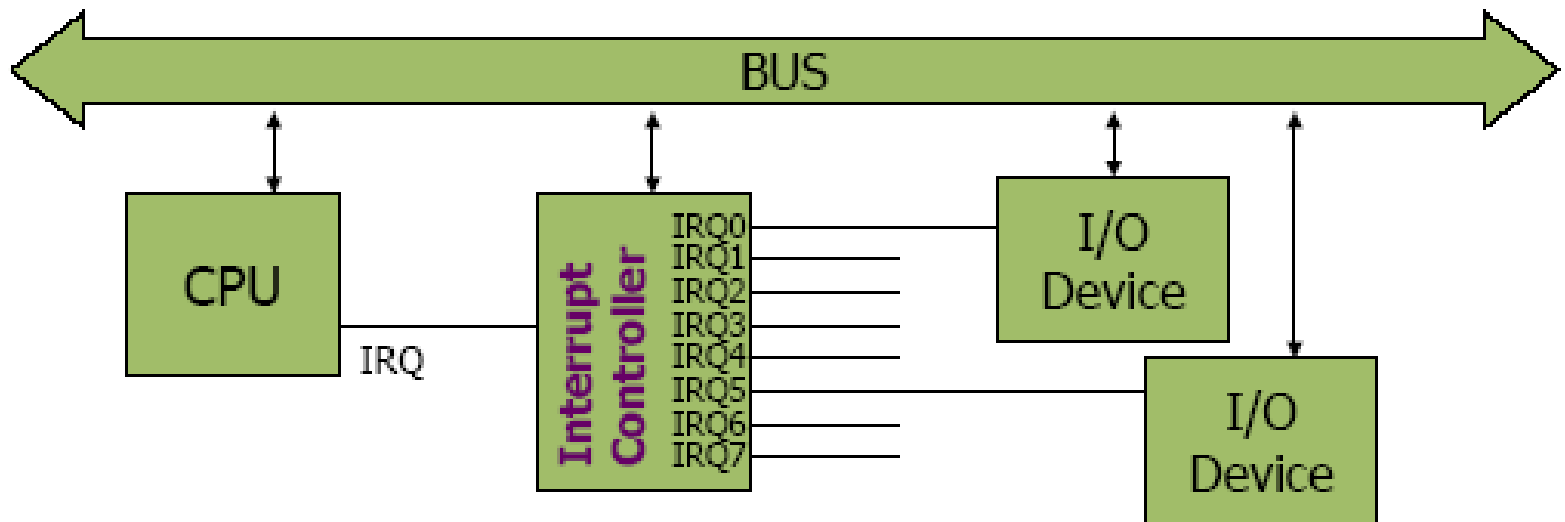 BUS
CPU
IRQ
Interrupt
Controller
IRQ0
IRQ1
IRQ2
IRQ3
IRQ4
IRQ5
IRQ6
IRQ7
I/O
Device
I/O
Device